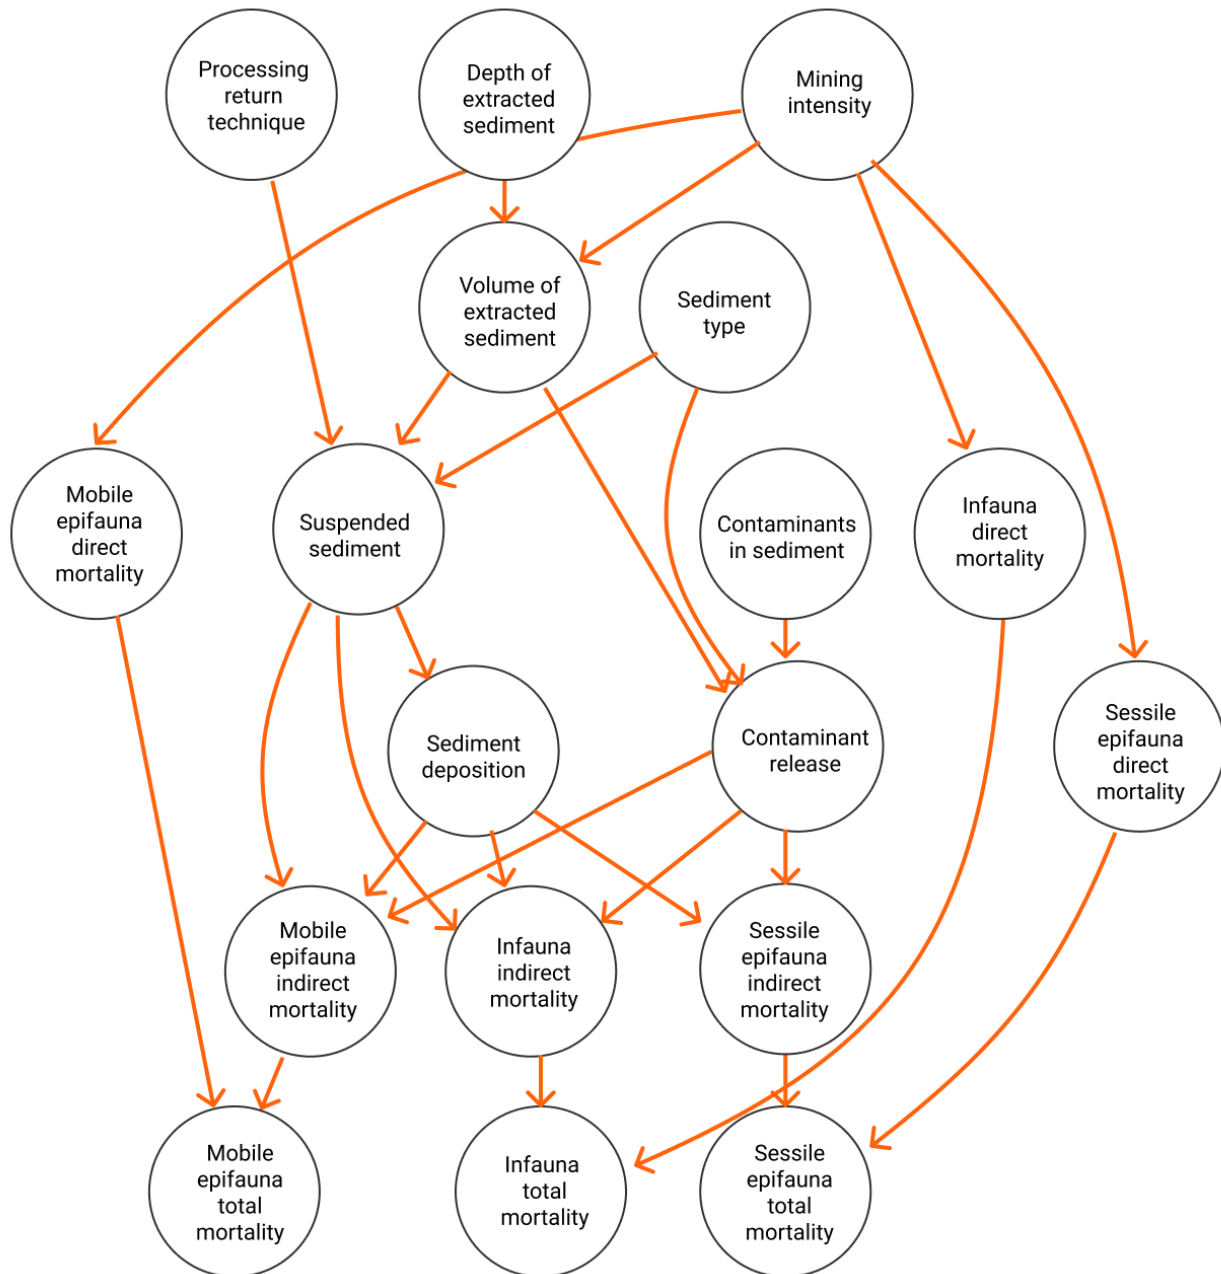 Processing
return
technique
Depth of
extracted
sediment
Mining
intensity
Volume of
extracted
sediment
Sediment
type
Mobile
epifauna
direct
mortality
Suspended
sediment
Contaminants
in sediment
Infauna
direct
mortality
Sediment
deposition
Contaminant
release
Sessile
epifauna
direct
mortality
Mobile
epifauna
indirect
mortality
Infauna
indirect
mortality
Sessile
epifauna
indirect
mortality
Mobile
epifauna
total
mortality
Infauna
total
mortality
Sessile
epifauna
total
mortality